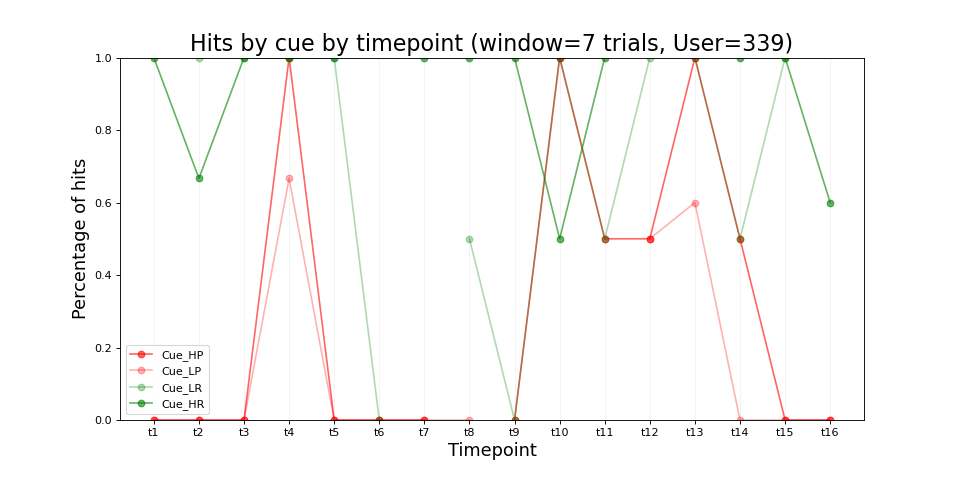 Hits by cue by timepoint (window=7 trials, User=339)
Percentage of hits
1.0
0.8
0.6
0.4
0.2
0.0
Cue_HP
Cue_LP
Cue_LR
Cue_HR
t1 t2 t3 t4 t5 t6 t7 t8 t9 t10 t11 t12 t13 t14 t15 t16
Timepoint